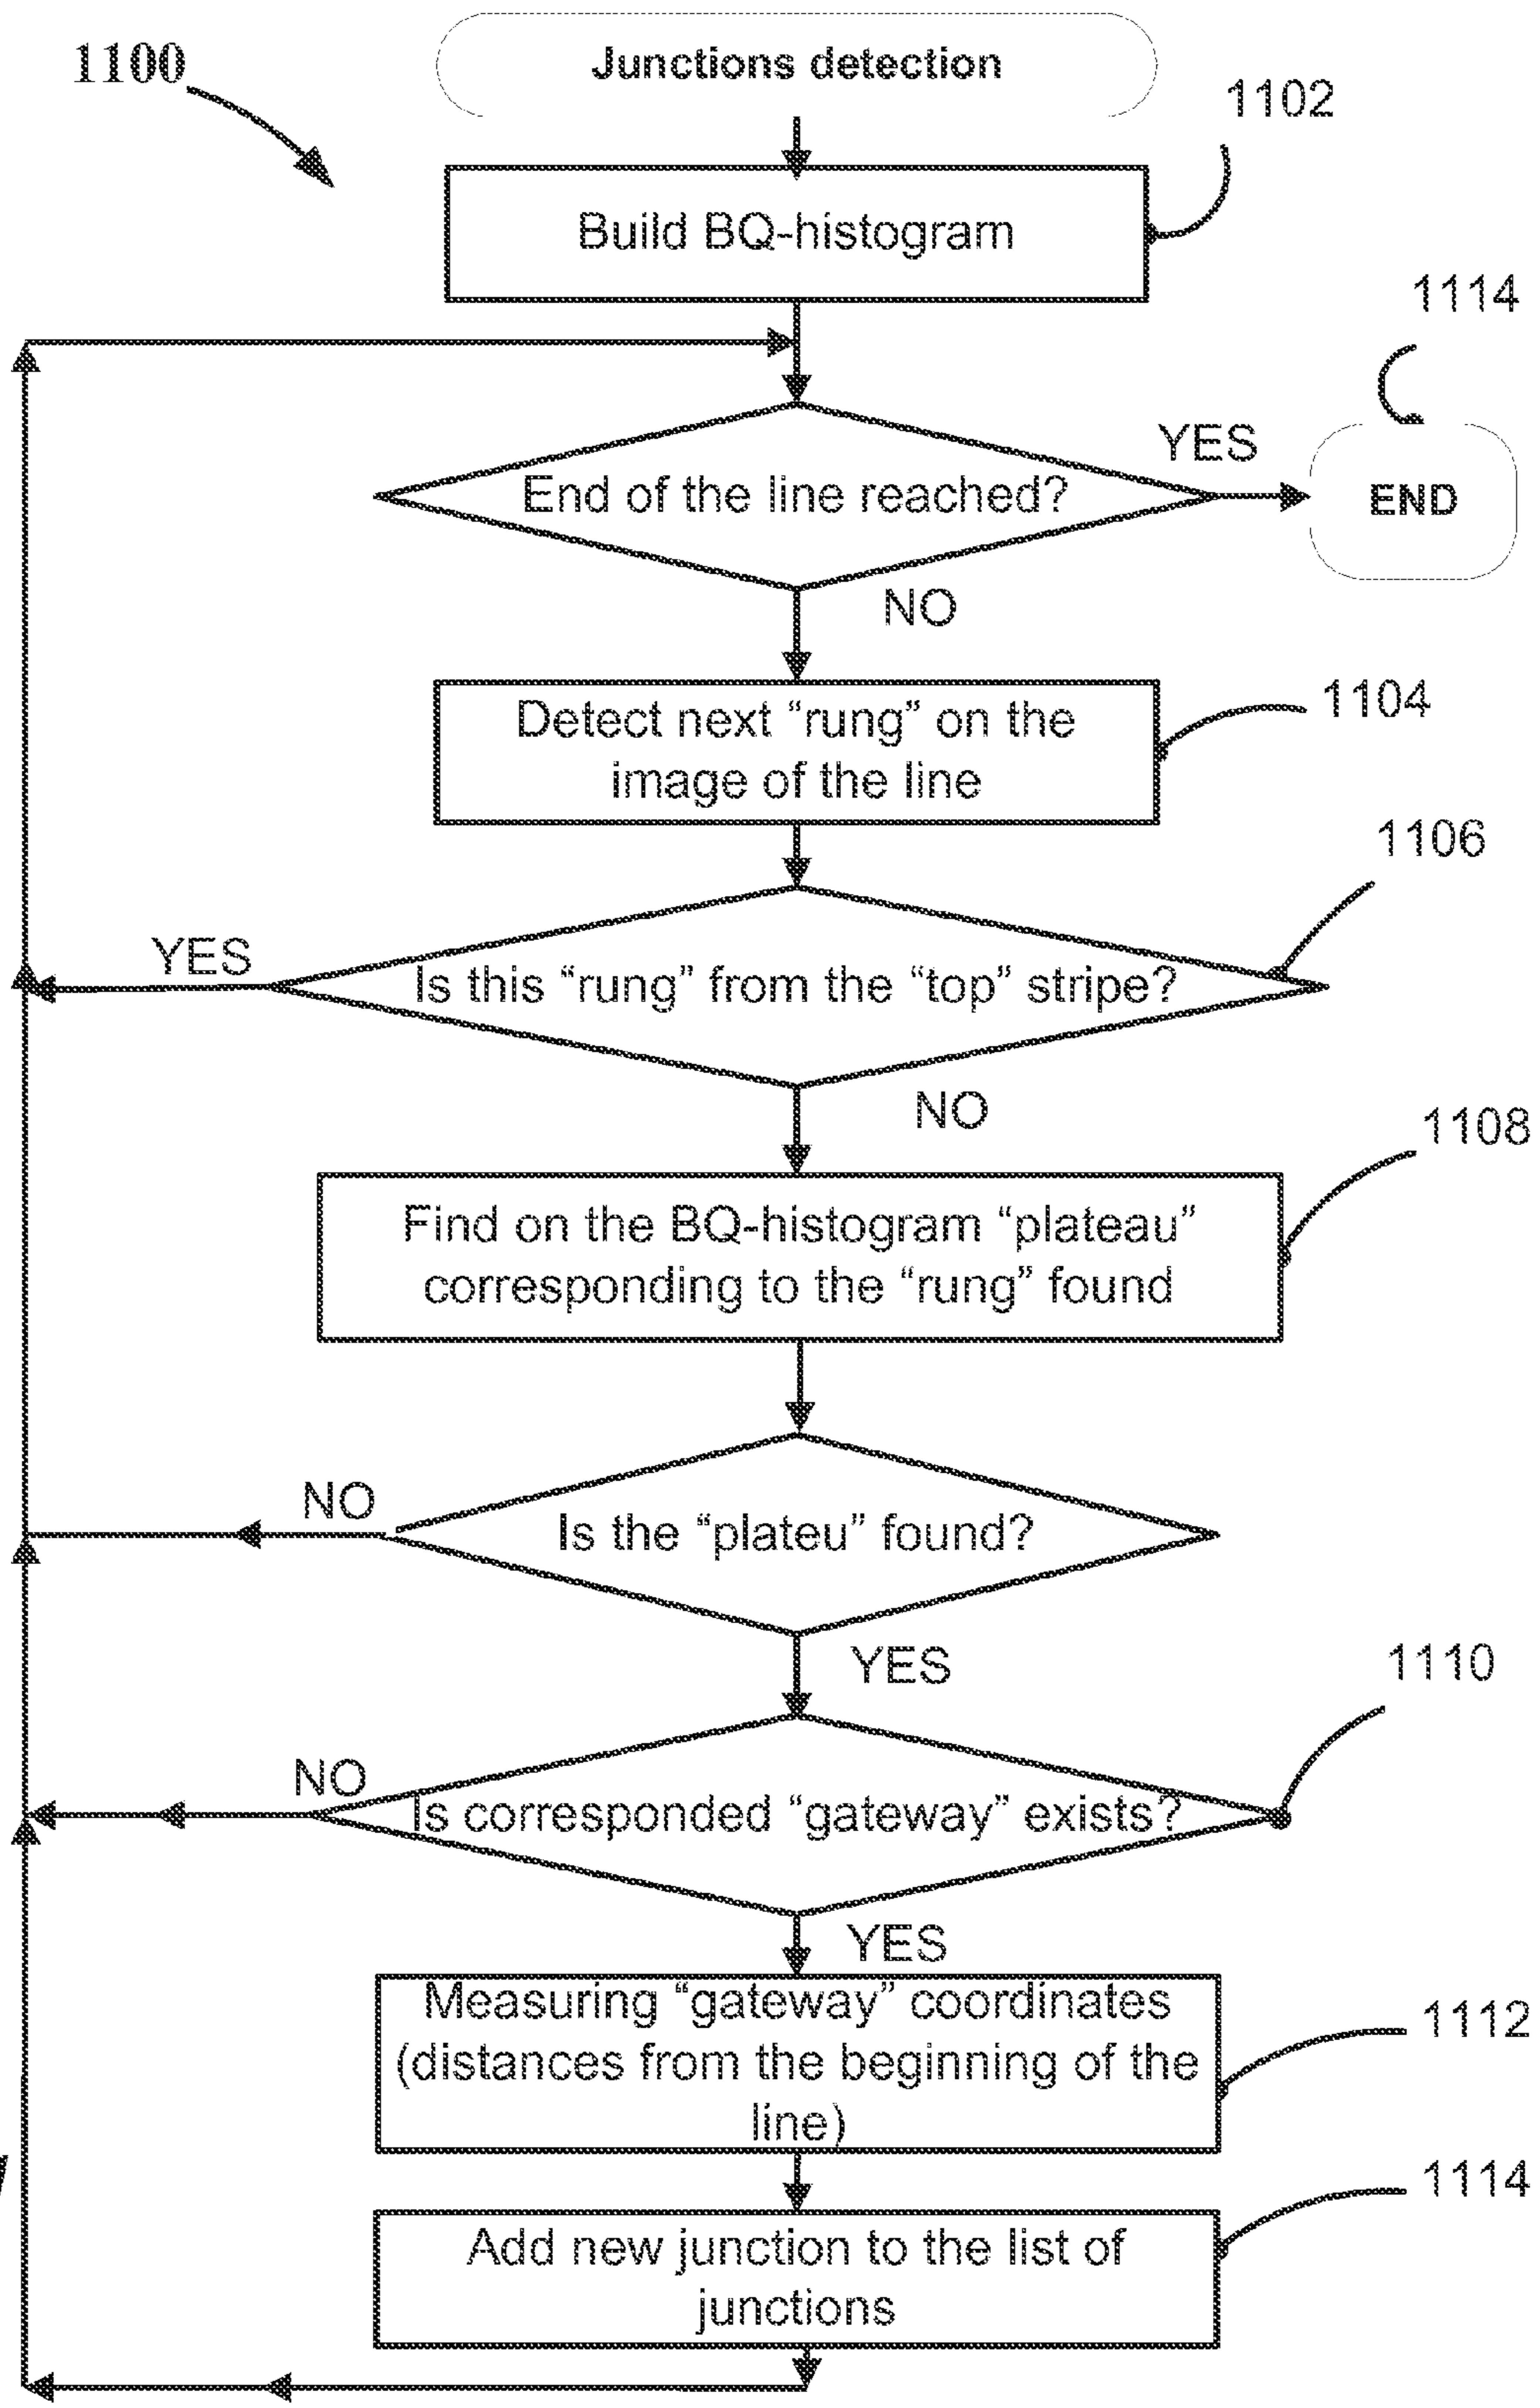 1100
Junctions detection
1102
Build BQ-histogram
1114
YES
End of the line reached?
END
NO
1104
Detect next “rung” on the
image of the line
1106
YES
Is this “rung” from the “top” stripe?
NO
1108
Find on the BQ-histogram “plateau”
corresponding to the “rung” found
NO
Is the “plateu” found?
YES
1110
NO
Is corresponded “gateway” exists?
YES
Measuring “gateway” coordinates
(distances from the beginning of the
line)
1112
1114
Add new junction to the list of
junctions